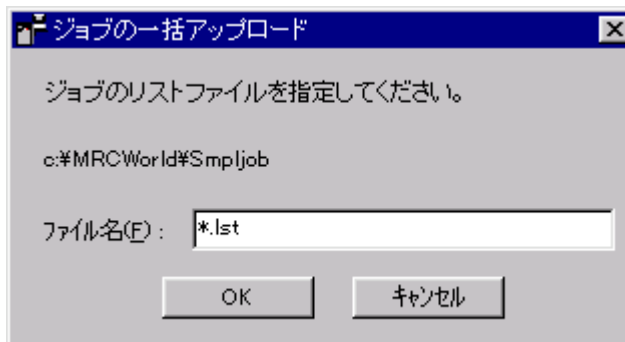 ジョブの一括アップロード
ジョブのリストファイルを指定してください。
c:¥MRCWorld¥Smpljob
ファイル名(F) : *.lst
OK キャンセル